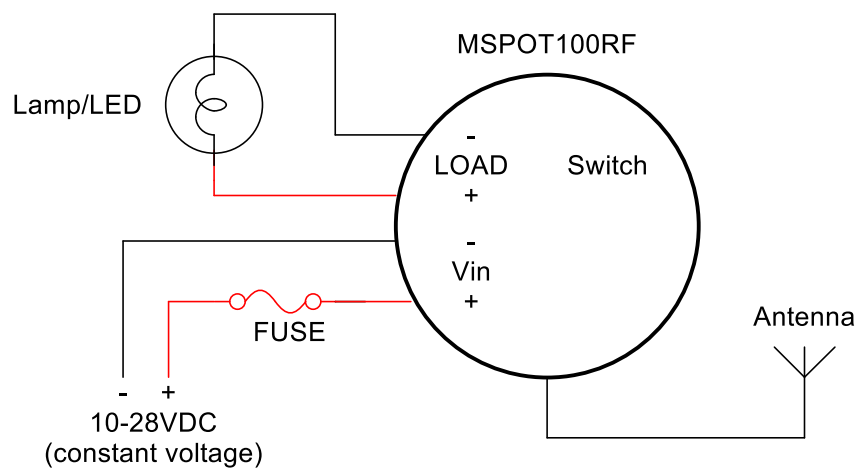 MSPOT100RF
Lamp/LED
-
LOAD
+
Switch
-
Vin
+
FUSE
Antenna
- +
10-28VDC
(constant voltage)